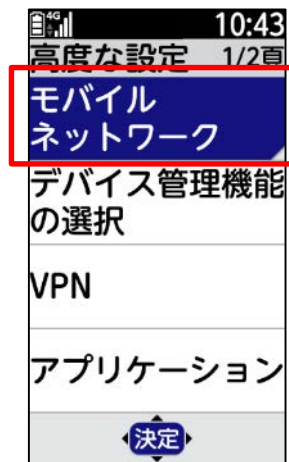 4G 10:43
高度な設定 1/2頁
モバイル
ネットワーク
デバイス管理機能
の選択
VPN
アプリケーション
決定